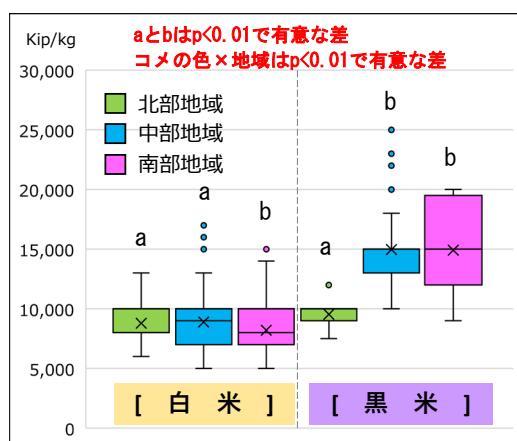 Kip/kg
aとbはp<0.01で有意な差
コメの色×地域はp<0.01で有意な差
30,000
25,000
20,000
15,000
10,000
5,000
0
北部地域
中部地域
南部地域
a
a
b
a
b
b
[ 白 米 ]
[ 黒 米 ]